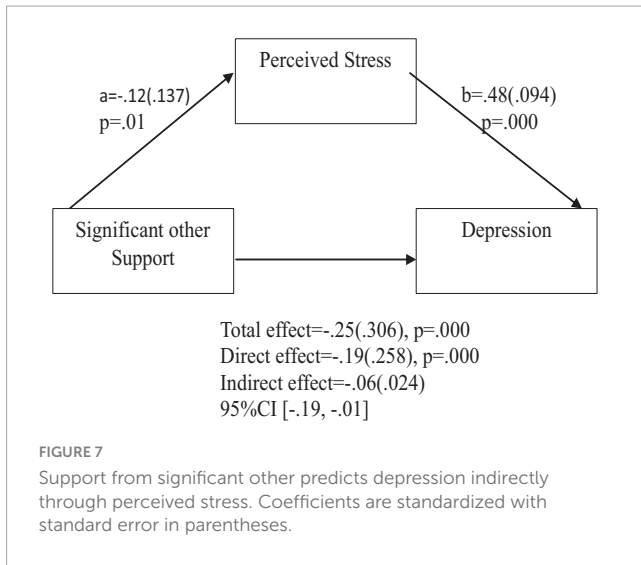 Perceived Stress
a=-.12(.137)
p=.01
b=.48(.094)
p=.000
Significant other
Support
Depression
Total effect=-.25(.306), p=.000
Direct effect=-.19(.258), p=.000
Indirect effect=-.06(.024)
95%CI [-.19, -.01]
FIGURE 7
Support from significant other predicts depression indirectly
through perceived stress. Coefficients are standardized with
standard error in parentheses.